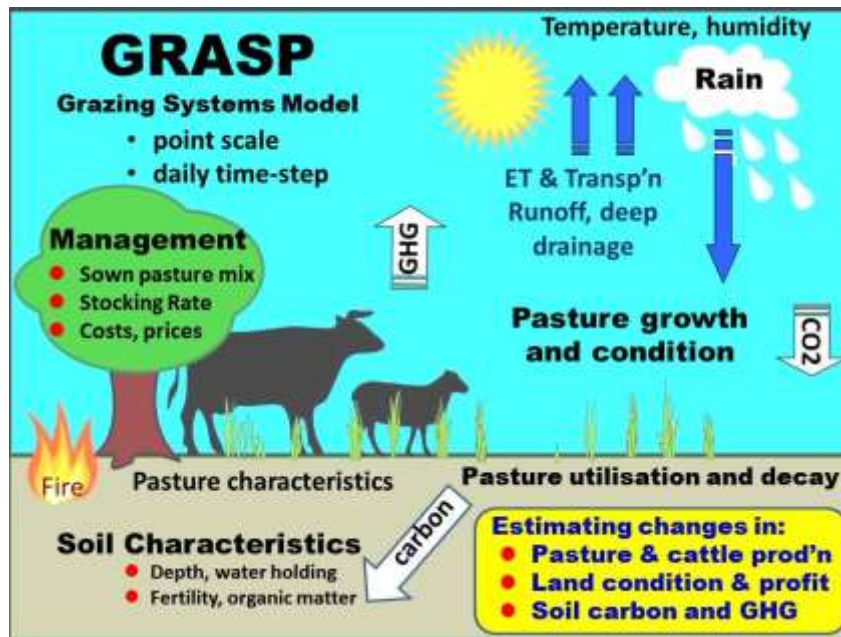 GRASP
Grazing Systems Model
• point scale
• daily time-step
Temperature, humidity
Rain
ET & Transp'n
Runoff, deep
drainage
Management
• Sown pasture mix
• Stocking Rate
• Costs, prices
GHG
Pasture growth
and condition
CO2
Fire
Pasture characteristics
Pasture utilisation and decay
carbon
Soil Characteristics
• Depth, water holding
• Fertility, organic matter
Estimating changes in:
• Pasture & cattle prod'n
• Land condition & profit
• Soil carbon and GHG